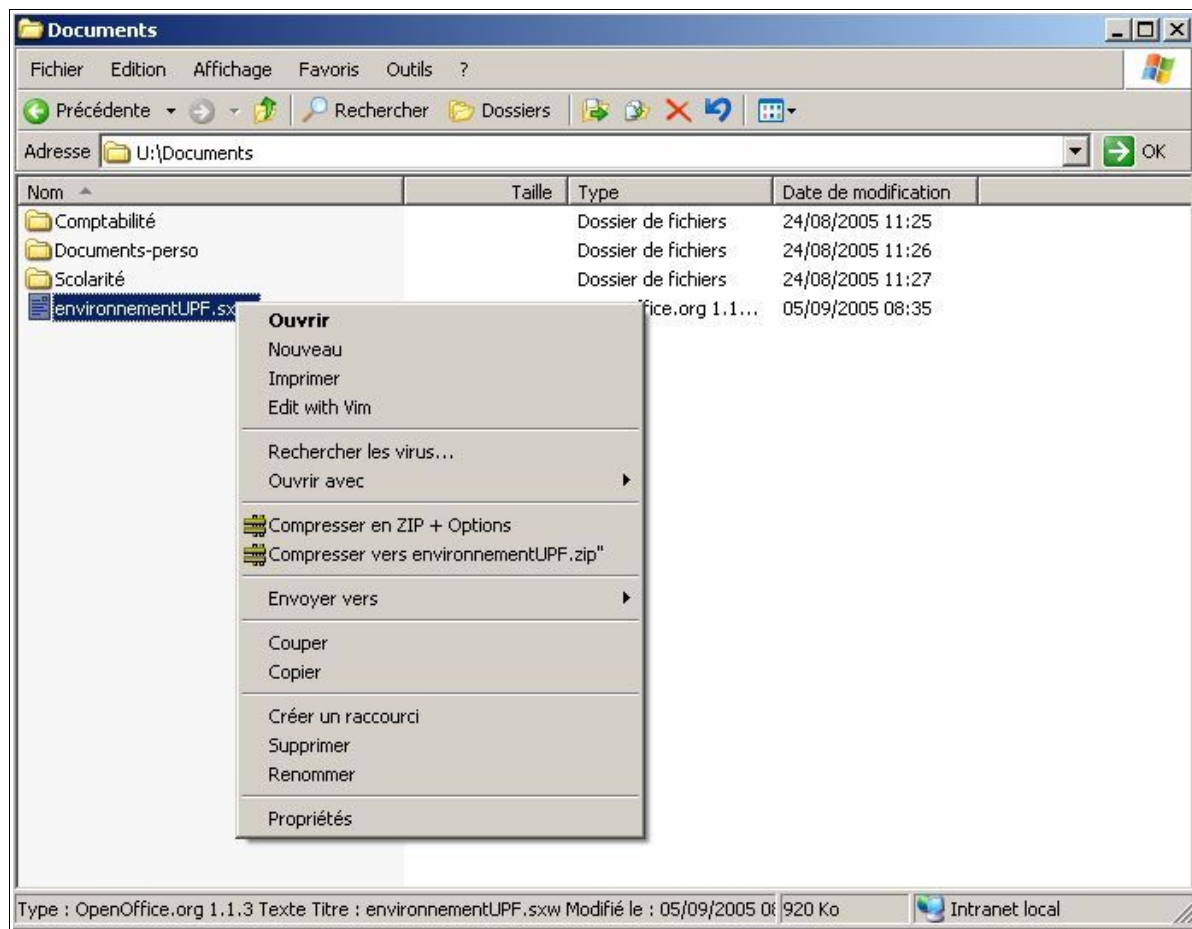 Documents
Fichier Edition Affichage Favoris Outils ?
Précédente Rechercher Dossiers
Adresse U:\Documents OK
Nom Taille Type Date de modification
Comptabilité Dossier de fichiers 24/08/2005 11:25
Documents-perso Dossier de fichiers 24/08/2005 11:26
Scolarité Dossier de fichiers 24/08/2005 11:27
environnementUPF.sx fice.org 1.1... 05/09/2005 08:35
Ouvrir
Nouveau
Imprimer
Edit with Vim
Rechercher les virus...
Ouvrir avec
Compresser en ZIP + Options
Compresser vers environnementUPF.zip"
Envoyer vers
Couper
Copier
Créer un raccourci
Supprimer
Renommer
Propriétés
Type : OpenOffice.org 1.1.3 Texte Titre : environnementUPF.sxw Modifié le : 05/09/2005 08 920 Ko Intranet local